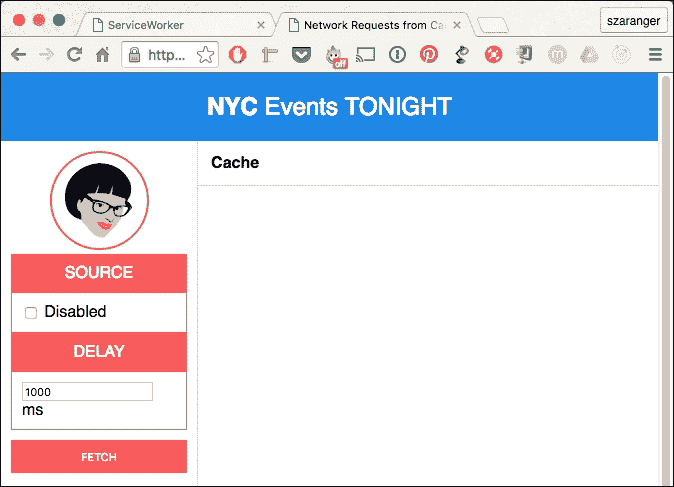 ServiceWorker
Network Requests from Ca
szaranger
http...
off
NYC Events TONIGHT
Cache
SOURCE
Disabled
DELAY
1000
ms
FETCH